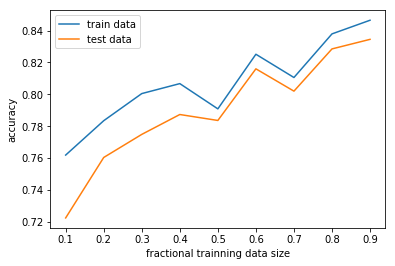 train data
test data
0.84
0.82
0.80
0.78
0.76
0.74
0.72
accuracy
0.1 0.2 0.3 0.4 0.5 0.6 0.7 0.8 0.9
fractional trainning data size